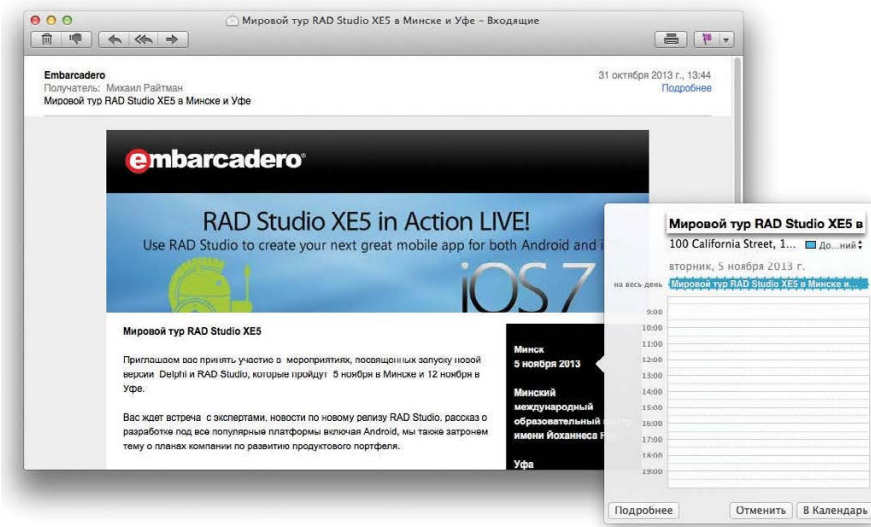 Мировой тур RAD Studio XE5 в Минске и Уфе – Входящие
Embarcadero
31 октября 2013 г., 13:44
Получатель: Михаил Райтман
Подробнее
Мировой тур RAD Studio XE5 в Минске и Уфе
embarcadero®
RAD Studio XE5 in Action LIVE!
Use RAD Studio to create your next great mobile app for both Android and i
iOS 7
Мировой тур RAD Studio XE5
Приглашаем вас принять участие в мероприятиях, посвященных запуску новой
версии Delphi и RAD Studio, которые пройдут 5 ноября в Минске и 12 ноября в
Уфе.
Вас ждет встреча с экспертами, новости по новому релизу RAD Studio, рассказ о
разработке под все популярные платформы включая Android, мы также затронем
тему о планах компании по развитию продуктового портфеля.
Минск
5 ноября 2013
Минский
международный
образовательный
имени Йоханнеса
Уфа
Мировой тур RAD Studio XE5 в
100 California Street, 1...
До...ний
вторник, 5 ноября 2013 г.
на весь день
Мировой тур RAD Studio XE5 в Минске и...
9:00
10:00
11:00
12:00
13:00
14:00
15:00
16:00
17:00
18:00
19:00
Подробнее
Отменить
В Календарь